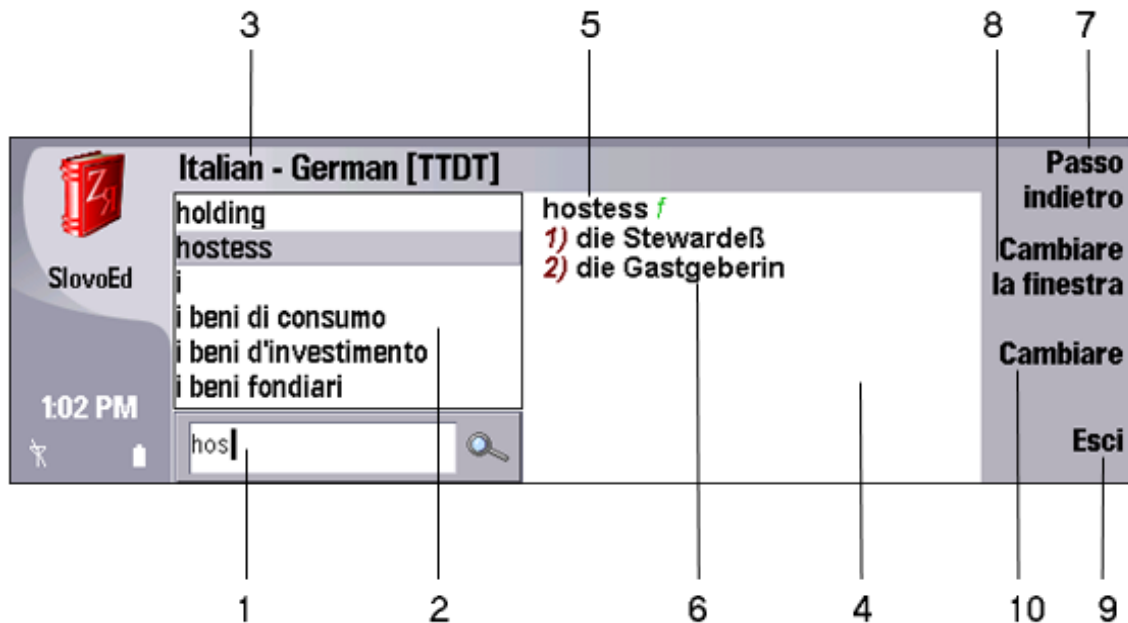 3 5 8 7
Italian - German [TTDT]
SlovoEd
1:02 PM
holding
hostess
i
i beni di consumo
i beni d'investimento
i beni fondiari
hos
hostess f
1) die Stewardeß
2) die Gastgeberin
Passo
indietro
Cambiare
la finestra
Cambiare
Esci
1 2 6 4 10 9